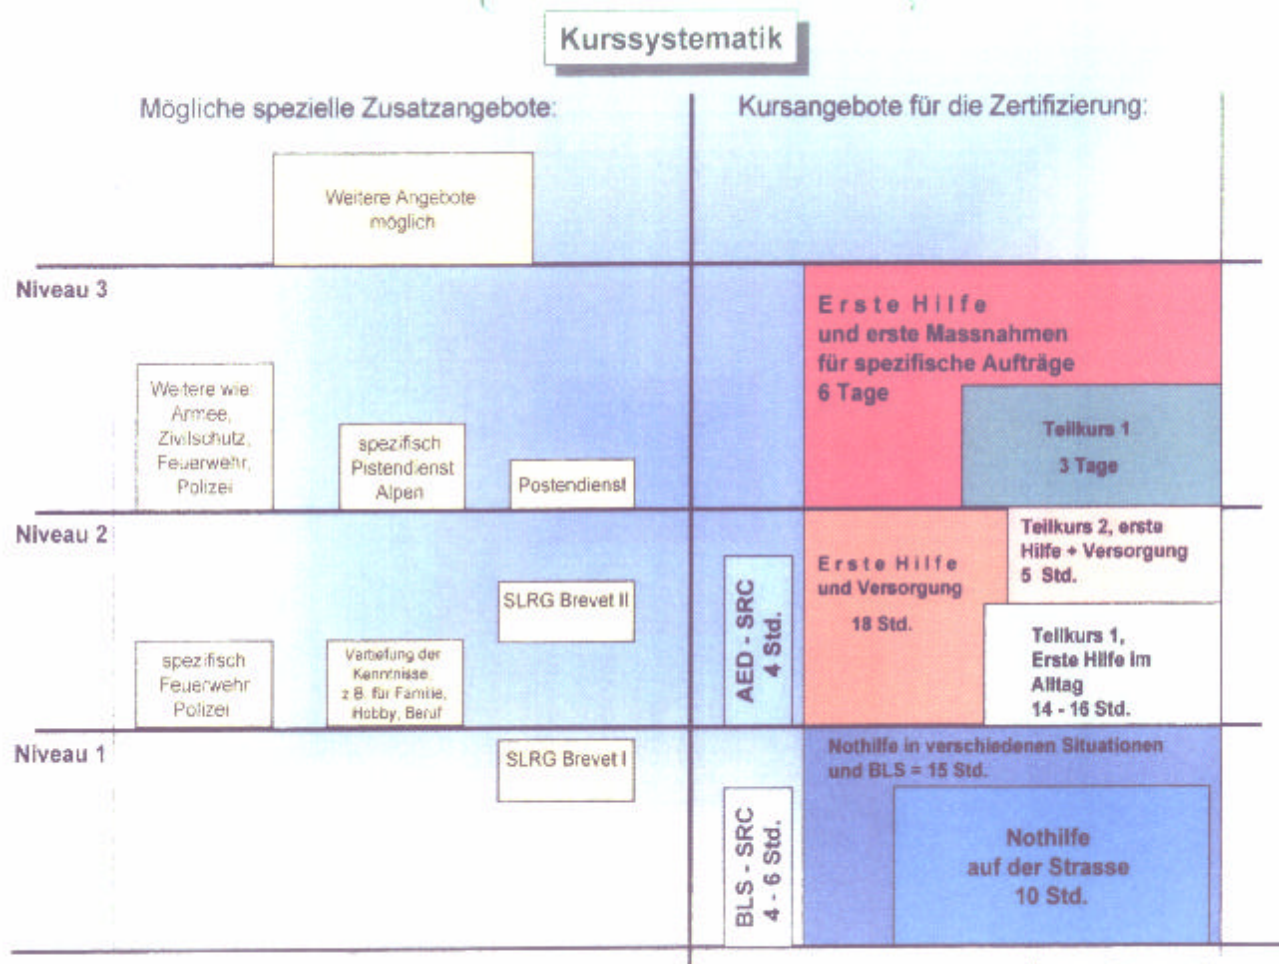 Kurssystematik
Mögliche spezielle Zusatzangebote:
Kursangebote für die Zertifizierung:
Weitere Angebote
möglich
Niveau 3
Erste Hilfe
und erste Massnahmen
für spezifische Aufträge
6 Tage
Teilkurs 1
3 Tage
Weitere wie
Armee,
Zivilschutz,
Feuerwehr,
Polizei
spezifisch
Pistendienst
Alpen
Postendienst
Niveau 2
Erste Hilfe
und Versorgung
18 Std.
Teilkurs 2, erste
Hilfe + Versorgung
5 Std.
Teilkurs 1,
Erste Hilfe im
Alltag
14 - 16 Std.
AED - SRC
4 Std.
SLRG Brevet II
spezifisch
Feuerwehr
Polizei
Vertiefung der
Kenntnisse
z.B. für Familie,
Hobby, Beruf
Niveau 1
SLRG Brevet I
BLS - SRC
4 - 6 Std.
Nothilfe in verschiedenen Situationen
und BLS = 15 Std.
Nothilfe
auf der Strasse
10 Std.